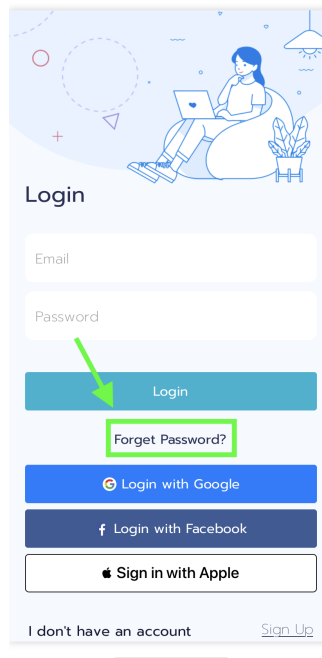 Login
Email
Password
Login
Forget Password?
Login with Google
Login with Facebook
Sign in with Apple
I don't have an account Sign Up